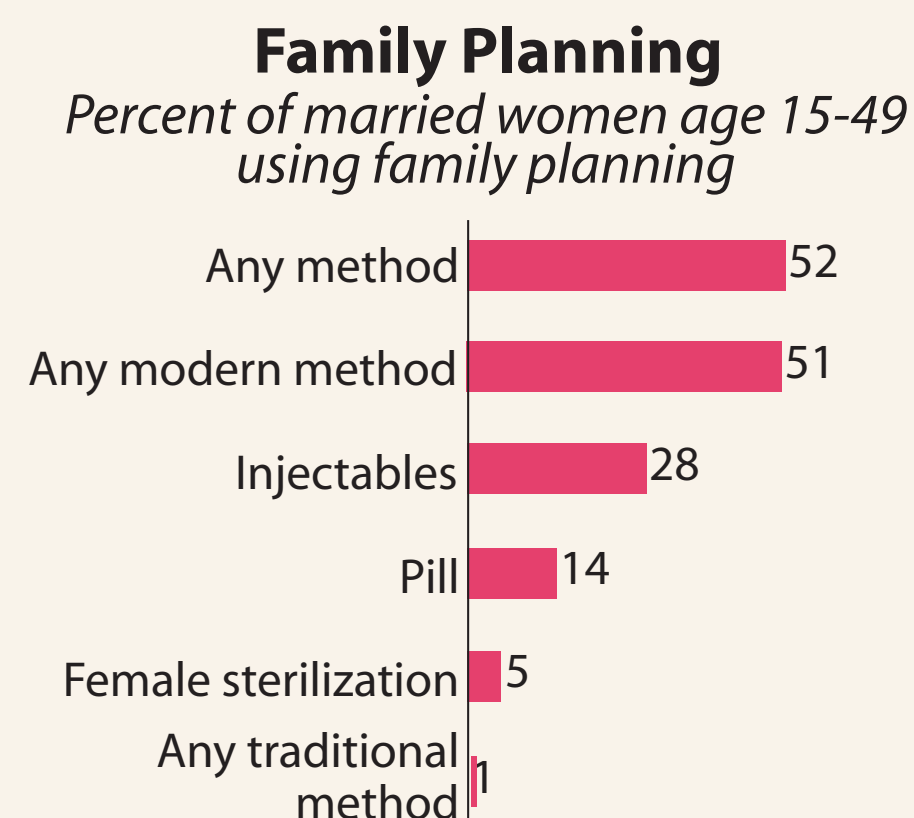 Family Planning
Percent of married women age 15-49
using family planning
Any method 52
Any modern method 51
Injectables 28
Pill 14
Female sterilization 5
Any traditional
method 1